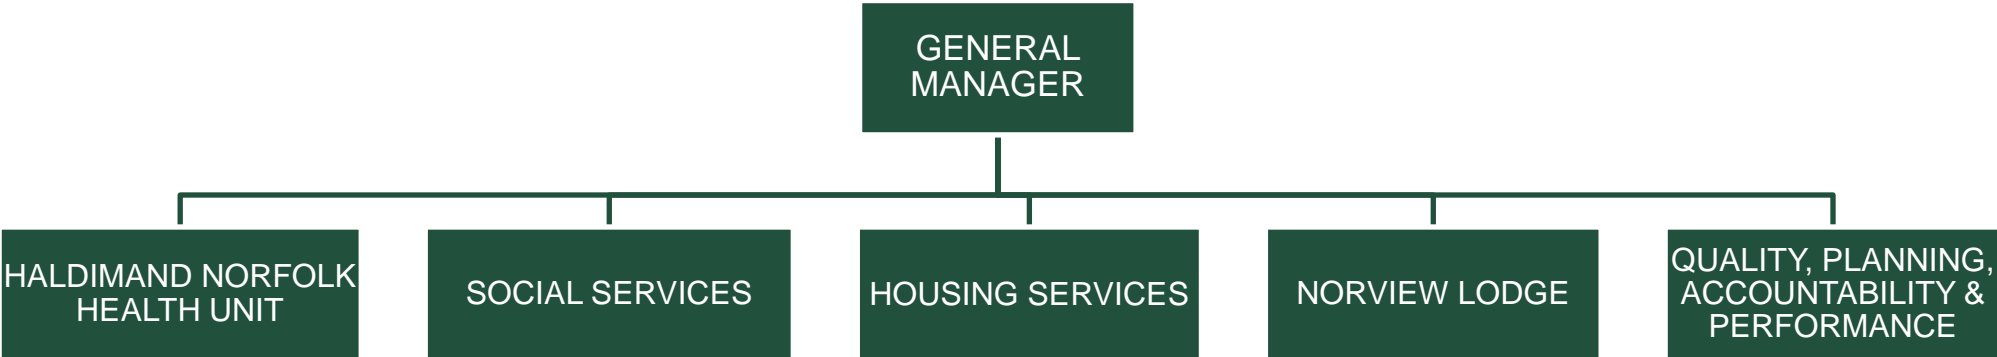 GENERAL
MANAGER
HALDIMAND NORFOLK
HEALTH UNIT
SOCIAL SERVICES
HOUSING SERVICES
NORVIEW LODGE
QUALITY, PLANNING,
ACCOUNTABILITY &
PERFORMANCE